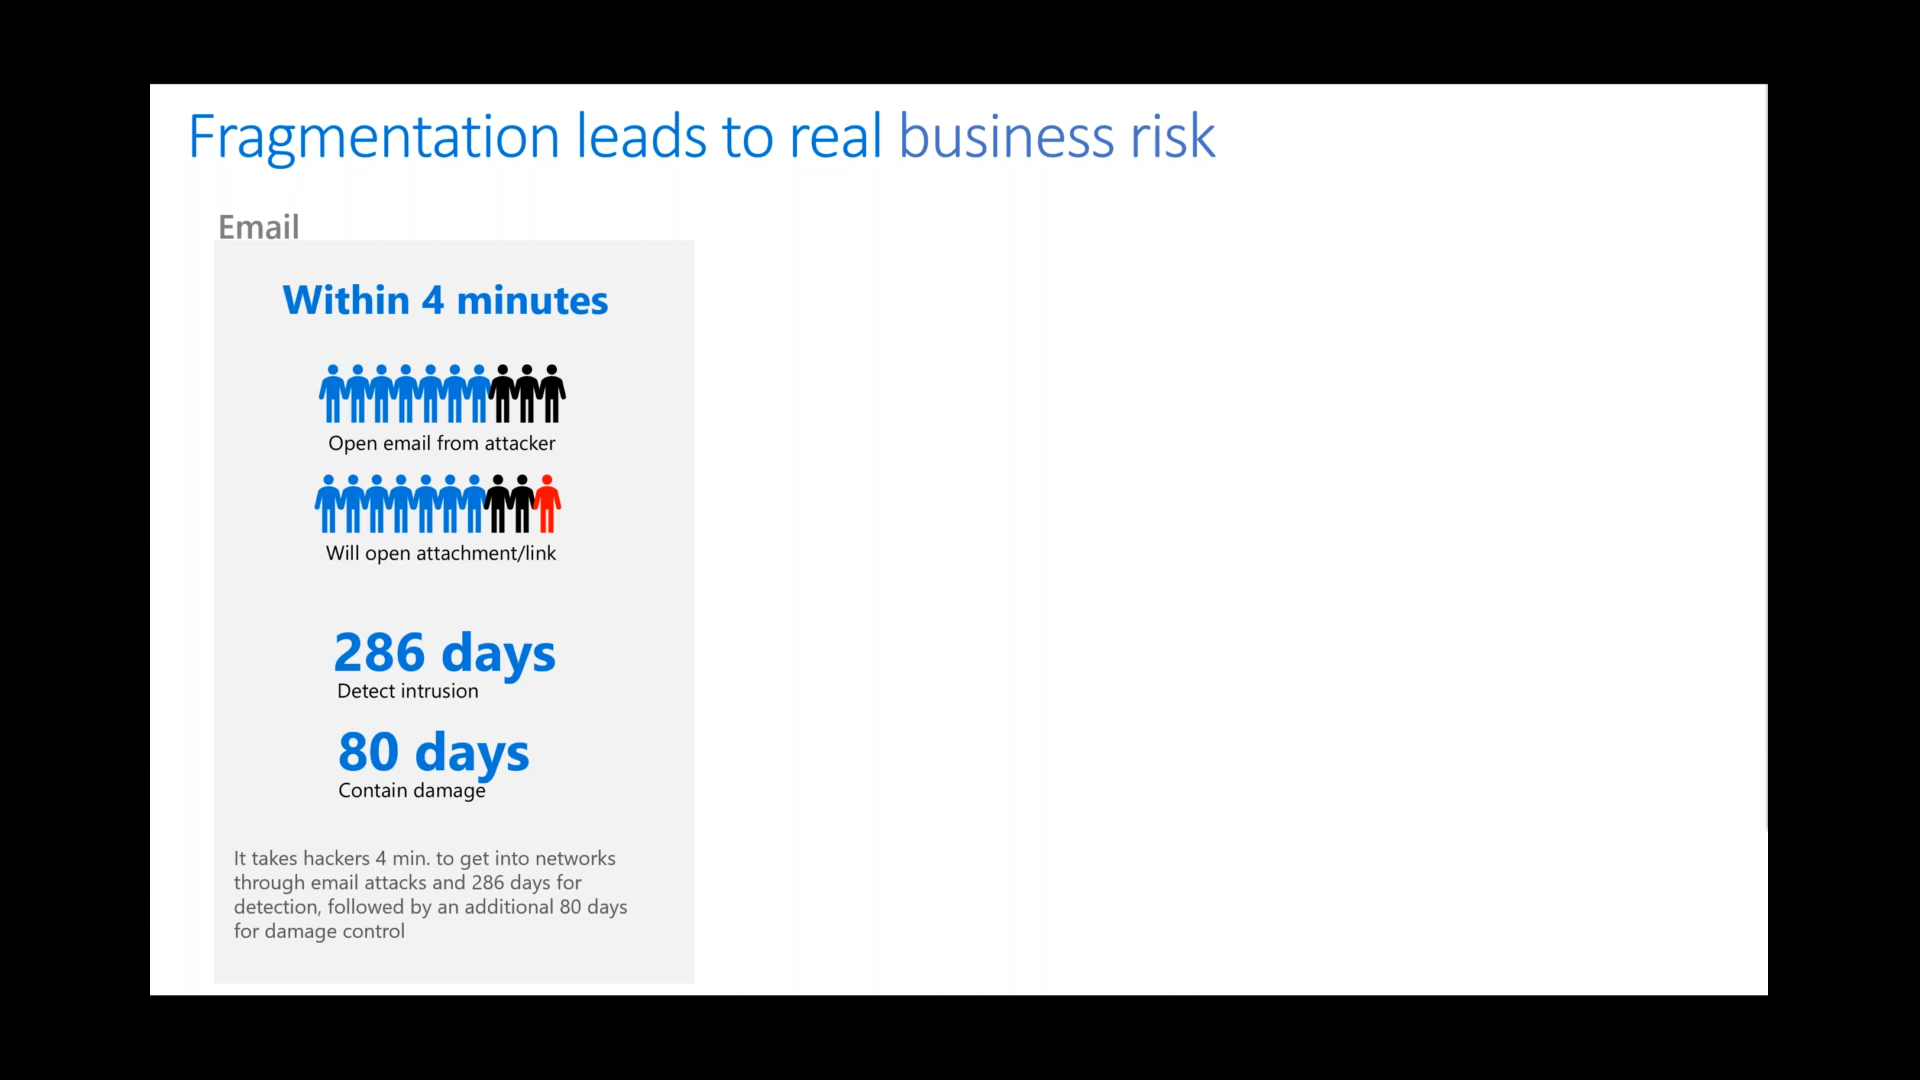 Fragmentation leads to real business risk
Email
Within 4 minutes
Open email from attacker
Will open attachment/link
286 days
Detect intrusion
80 days
Contain damage
It takes hackers 4 min. to get into networks
through email attacks and 286 days for
detection, followed by an additional 80 days
for damage control